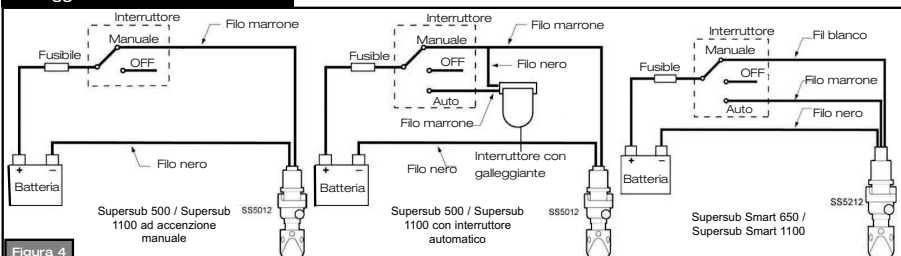 Interruttore
Filo marrone
Manuale
Fusibile
OFF
+
–
Batteria
Filo nero
SS5012
Supersub 500 / Supersub
1100 ad accenzione
manuale
Interruttore
Filo marrone
Manuale
Fusibile
OFF
Filo nero
Auto
Filo marrone
+
–
Batteria
Filo nero
Interruttore con
galleggiante
SS5012
Supersub 500 / Supersub
1100 con interruttore
automatico
Interruttore
Fil blanco
Manuale
Fusible
OFF
Filo marrone
Auto
Filo nero
+
–
Batteria
SS5212
Supersub Smart 650 /
Supersub Smart 1100
Figura 4